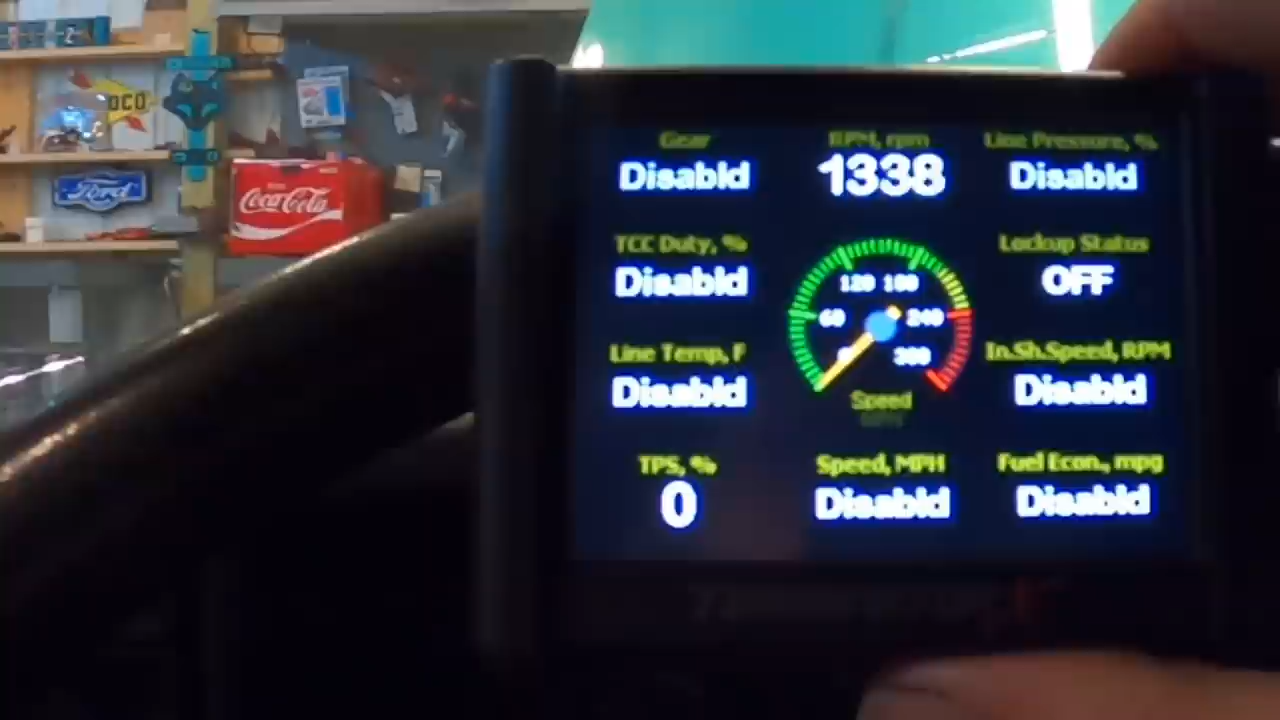 OCO
Ford
Coca-Cola
Gear
Disabld
RPM, rpm
1338
Line Pressure, %
Disabld
TCC Duty, %
Disabld
Lockup Status
OFF
120 180
60 240
0 300
Speed
Line Temp, F
Disabld
In.Sh.Speed, RPM
Disabld
TPS, %
0
Speed, MPH
Disabld
Fuel Econ., mpg
Disabld